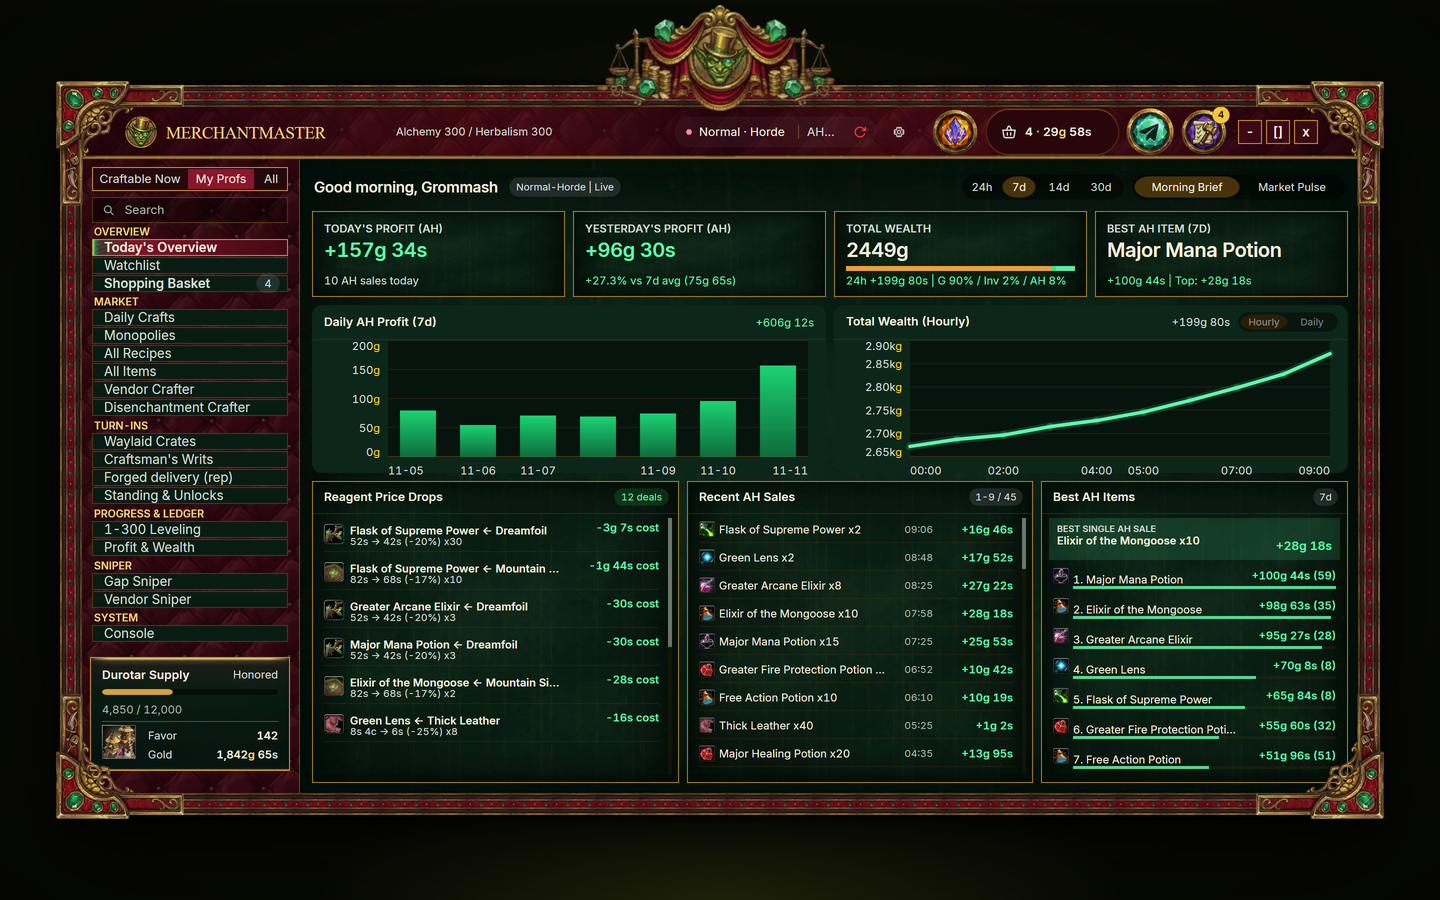 MERCHANTMASTER
Alchemy 300 / Herbalism 300
Normal · Horde
AH...
4 · 29g 58s
4
-
[]
x
Craftable Now
My Profs
All
Search
OVERVIEW
Today's Overview
Watchlist
Shopping Basket
4
MARKET
Daily Crafts
Monopolies
All Recipes
All Items
Vendor Crafter
Disenchantment Crafter
TURN-INS
Waylaid Crates
Craftsman's Writs
Forged delivery (rep)
Standing & Unlocks
PROGRESS & LEDGER
1-300 Leveling
Profit & Wealth
SNIPER
Gap Sniper
Vendor Sniper
SYSTEM
Console
Durotar Supply
Honored
4,850 / 12,000
Favor
142
Gold
1,842g 65s
Good morning, Grommash
Normal-Horde | Live
24h
7d
14d
30d
Morning Brief
Market Pulse
TODAY'S PROFIT (AH)
+157g 34s
10 AH sales today
YESTERDAY'S PROFIT (AH)
+96g 30s
+27.3% vs 7d avg (75g 65s)
TOTAL WEALTH
2449g
24h +199g 80s | G 90% / Inv 2% / AH 8%
BEST AH ITEM (7D)
Major Mana Potion
+100g 44s | Top: +28g 18s
Daily AH Profit (7d)
+606g 12s
200g
150g
100g
50g
0g
11-05
11-06
11-07
11-09
11-10
11-11
Total Wealth (Hourly)
+199g 80s
Hourly
Daily
2.90kg
2.85kg
2.80kg
2.75kg
2.70kg
2.65kg
00:00
02:00
04:00
05:00
07:00
09:00
Reagent Price Drops
12 deals
Flask of Supreme Power ← Dreamfoil
-3g 7s cost
52s → 42s (-20%) x30
Flask of Supreme Power ← Mountain ...
-1g 44s cost
82s → 68s (-17%) x10
Greater Arcane Elixir ← Dreamfoil
-30s cost
52s → 42s (-20%) x3
Major Mana Potion ← Dreamfoil
-30s cost
52s → 42s (-20%) x3
Elixir of the Mongoose ← Mountain Si...
-28s cost
82s → 68s (-17%) x2
Green Lens ← Thick Leather
-16s cost
8s 4c → 6s (-25%) x8
Recent AH Sales
1-9 / 45
Flask of Supreme Power x2
09:06
+16g 46s
Green Lens x2
08:48
+17g 52s
Greater Arcane Elixir x8
08:25
+27g 22s
Elixir of the Mongoose x10
07:58
+28g 18s
Major Mana Potion x15
07:25
+25g 53s
Greater Fire Protection Potion ...
06:52
+10g 42s
Free Action Potion x10
06:10
+10g 19s
Thick Leather x40
05:25
+1g 2s
Major Healing Potion x20
04:35
+13g 95s
Best AH Items
7d
BEST SINGLE AH SALE
Elixir of the Mongoose x10
+28g 18s
1. Major Mana Potion
+100g 44s (59)
2. Elixir of the Mongoose
+98g 63s (35)
3. Greater Arcane Elixir
+95g 27s (28)
4. Green Lens
+70g 8s (8)
5. Flask of Supreme Power
+65g 84s (8)
6. Greater Fire Protection Poti...
+55g 60s (32)
7. Free Action Potion
+51g 96s (51)